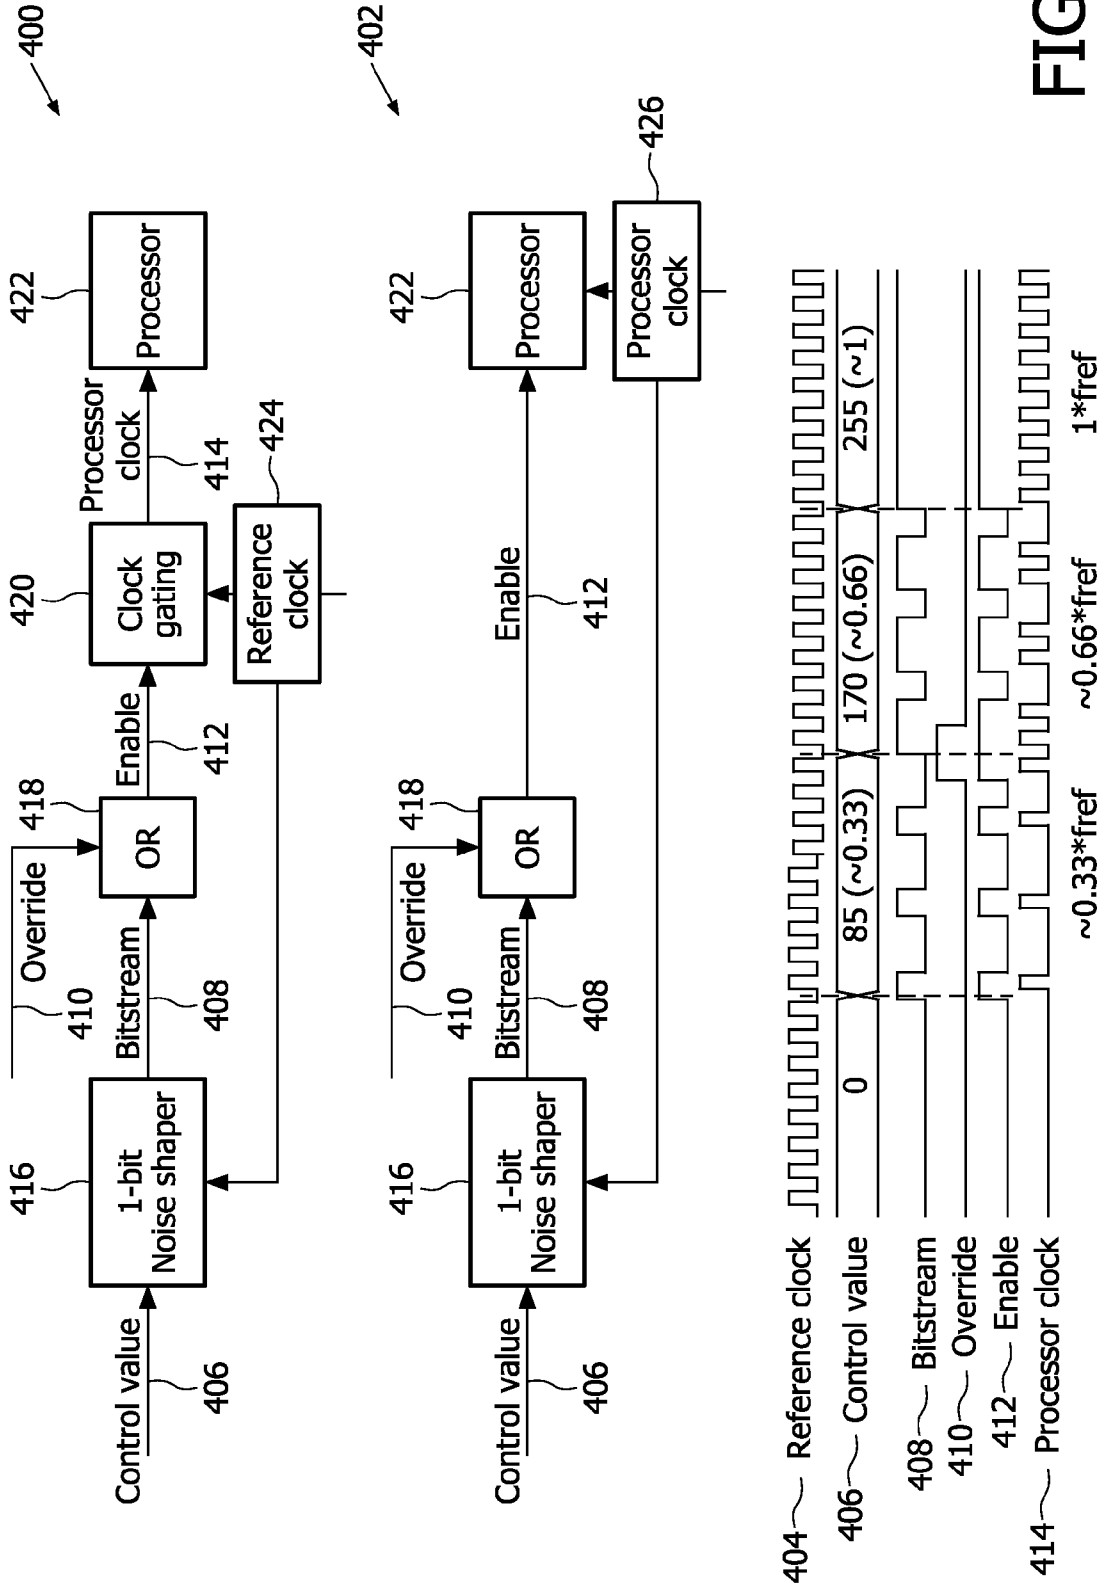 400
422
Processor
Processor
clock
414
420
Clock
gating
424
Reference
clock
Enable
412
418
OR
Override
410
Bitstream
408
416
1-bit
Noise shaper
Control value
406
402
422
Processor
426
Processor
clock
Enable
412
418
OR
Override
410
Bitstream
408
416
1-bit
Noise shaper
Control value
406
404 Reference clock
406 Control value
0
85 (~0.33)
170 (~0.66)
255 (~1)
408 Bitstream
410 Override
412 Enable
414 Processor clock
~0.33*fref
~0.66*fref
1*fref
FIG